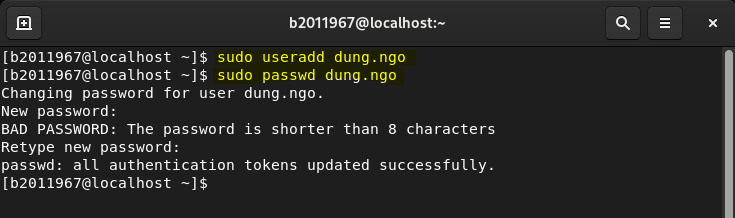 b2011967@localhost:~
[b2011967@localhost ~]$ sudo useradd dung.ngo
[b2011967@localhost ~]$ sudo passwd dung.ngo
Changing password for user dung.ngo.
New password:
BAD PASSWORD: The password is shorter than 8 characters
Retype new password:
passwd: all authentication tokens updated successfully.
[b2011967@localhost ~]$